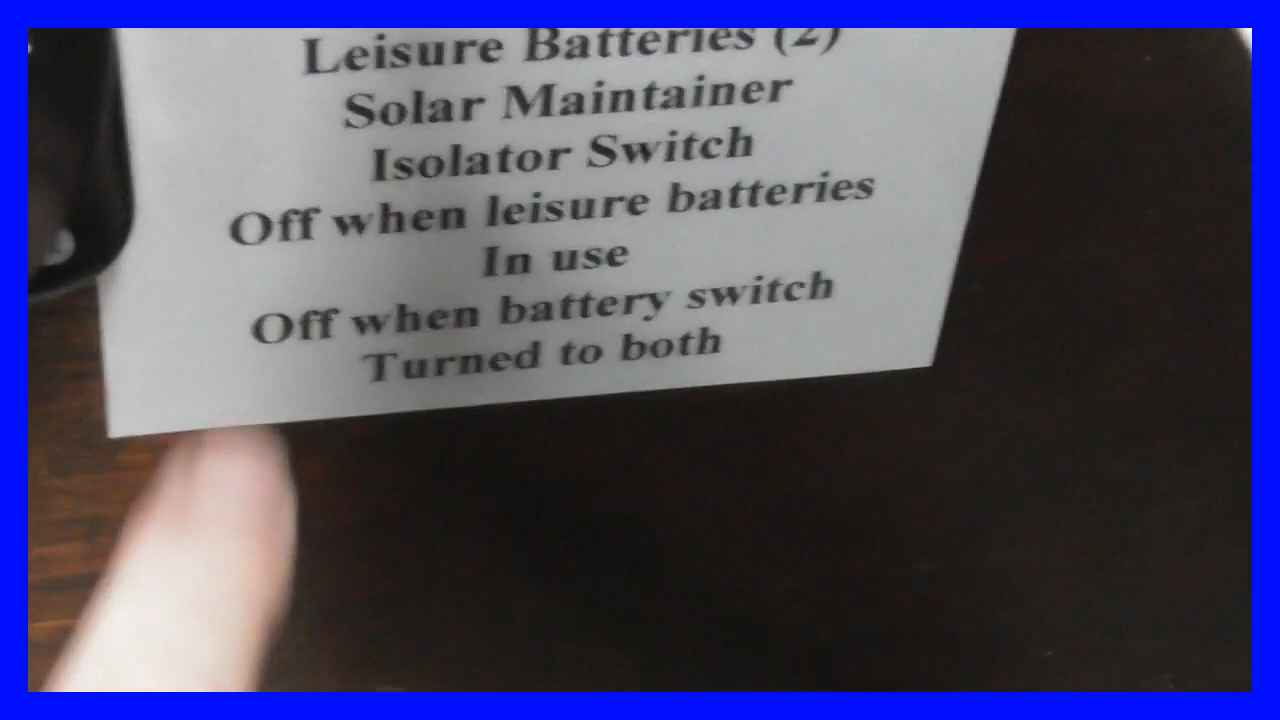 Leisure Batteries (2)
Solar Maintainer
Isolator Switch
Off when leisure batteries
In use
Off when battery switch
Turned to both